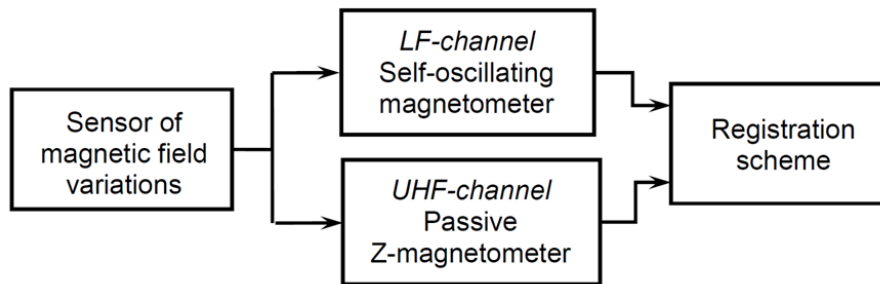 Sensor of
magnetic field
variations
LF-channel
Self-oscillating
magnetometer
UHF-channel
Passive
Z-magnetometer
Registration
scheme